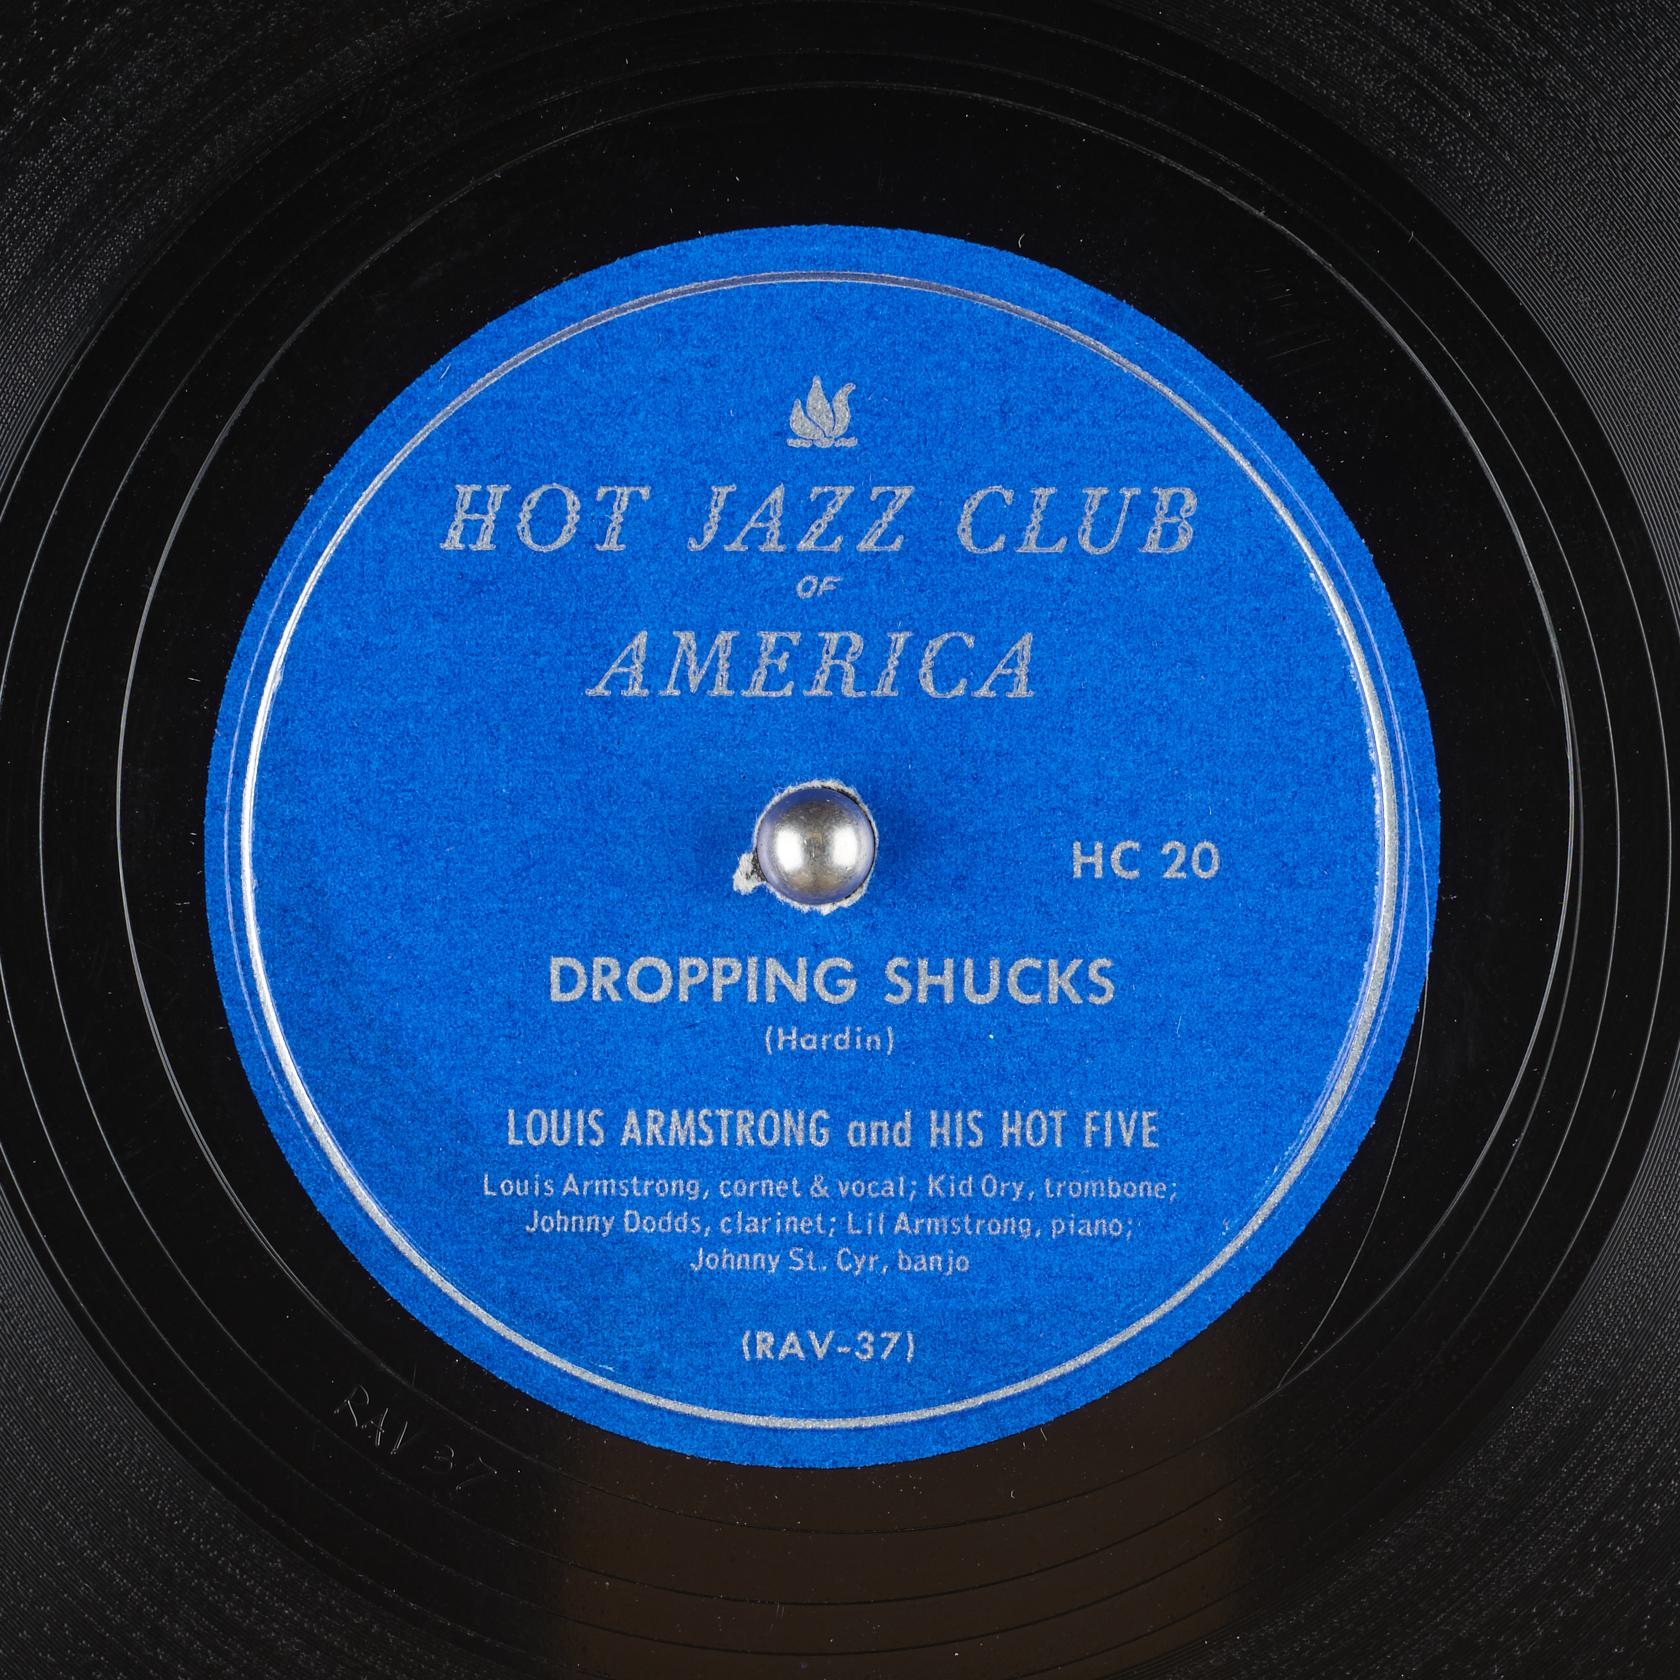 HOT JAZZ CLUB
OF
AMERICA
HC 20
DROPPING SHUCKS
(Hardin)
LOUIS ARMSTRONG and HIS HOT FIVE
Louis Armstrong, cornet & vocal; Kid Ory, trombone;
Johnny Dodds, clarinet; Lil Armstrong, piano;
Johnny St. Cyr, banjo
(RAV-37)
RAV 37